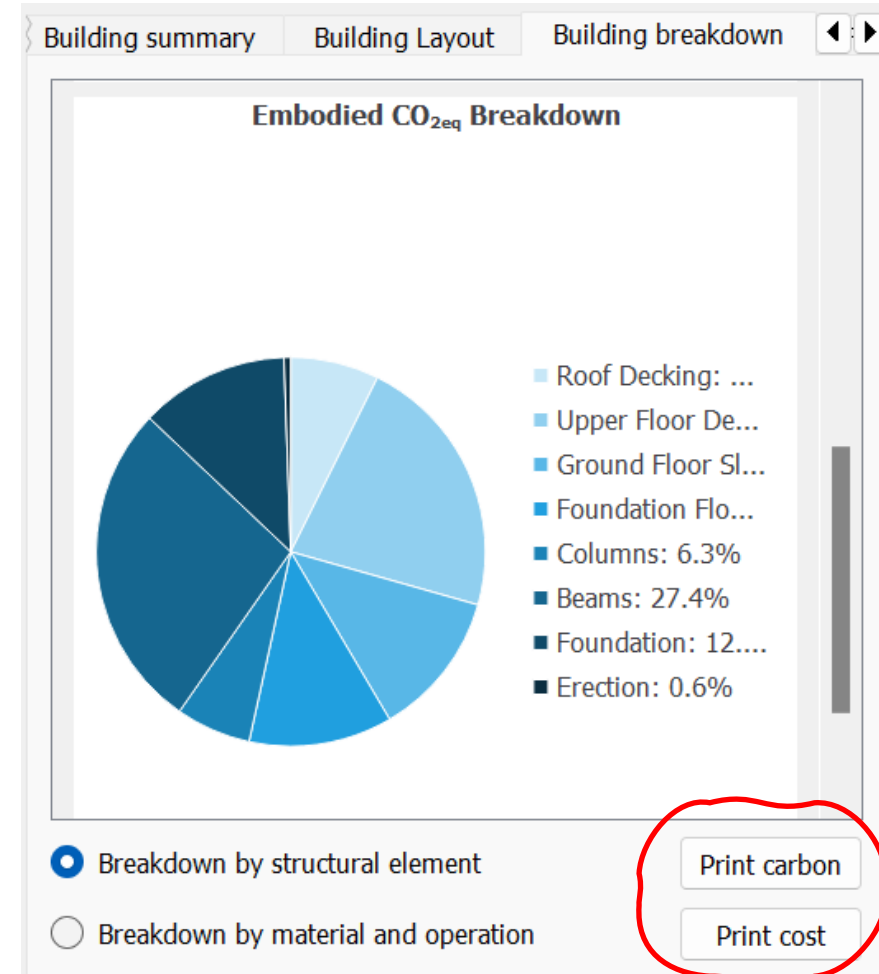 Building summary Building Layout Building breakdown
Embodied CO₂eq Breakdown
Roof Decking: ...
Upper Floor De...
Ground Floor Sl...
Foundation Flo...
Columns: 6.3%
Beams: 27.4%
Foundation: 12....
Erection: 0.6%
Breakdown by structural element
Print carbon
Breakdown by material and operation
Print cost